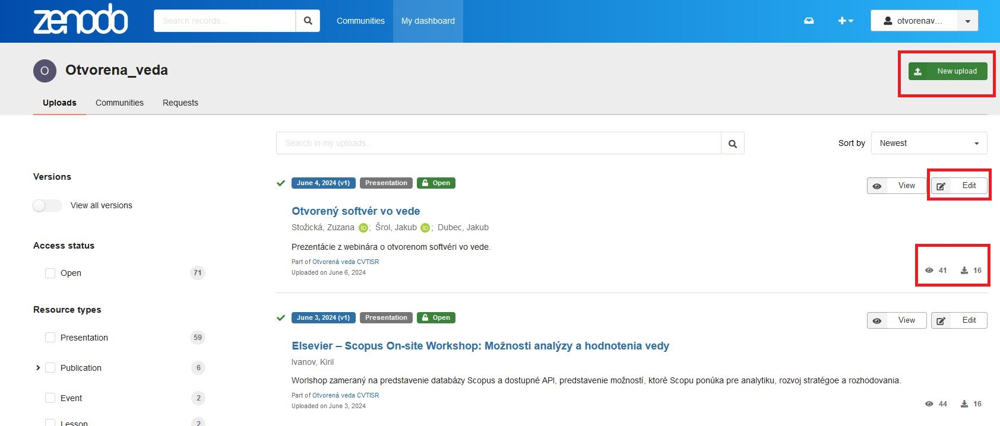 zenodo
Search records...
Communities
My dashboard
otvorenav...
O
Otvorena_veda
New upload
Uploads
Communities
Requests
Search in my uploads...
Sort by
Newest
Versions
View all versions
Access status
Open 71
Resource types
Presentation 59
Publication 6
Event 2
Lesson 2
June 4, 2024 (v1) Presentation Open
View
Edit
Otvorený softvér vo vede
Stožická, Zuzana iD; Šrol, Jakub iD; Dubec, Jakub
Prezentácie z webinára o otvorenom softvéri vo vede.
Part of Otvorená veda CVTISR
Uploaded on June 6, 2024
41 16
June 3, 2024 (v1) Presentation Open
View
Edit
Elsevier – Scopus On-site Workshop: Možnosti analýzy a hodnotenia vedy
Ivanov, Kiril
Worlshop zameraný na predstavenie databázy Scopus a dostupné API, predstavenie možností, ktoré Scopu ponúka pre analytiku, rozvoj stratégoe a rozhodovania.
Part of Otvorená veda CVTISR
Uploaded on June 3, 2024
44 16